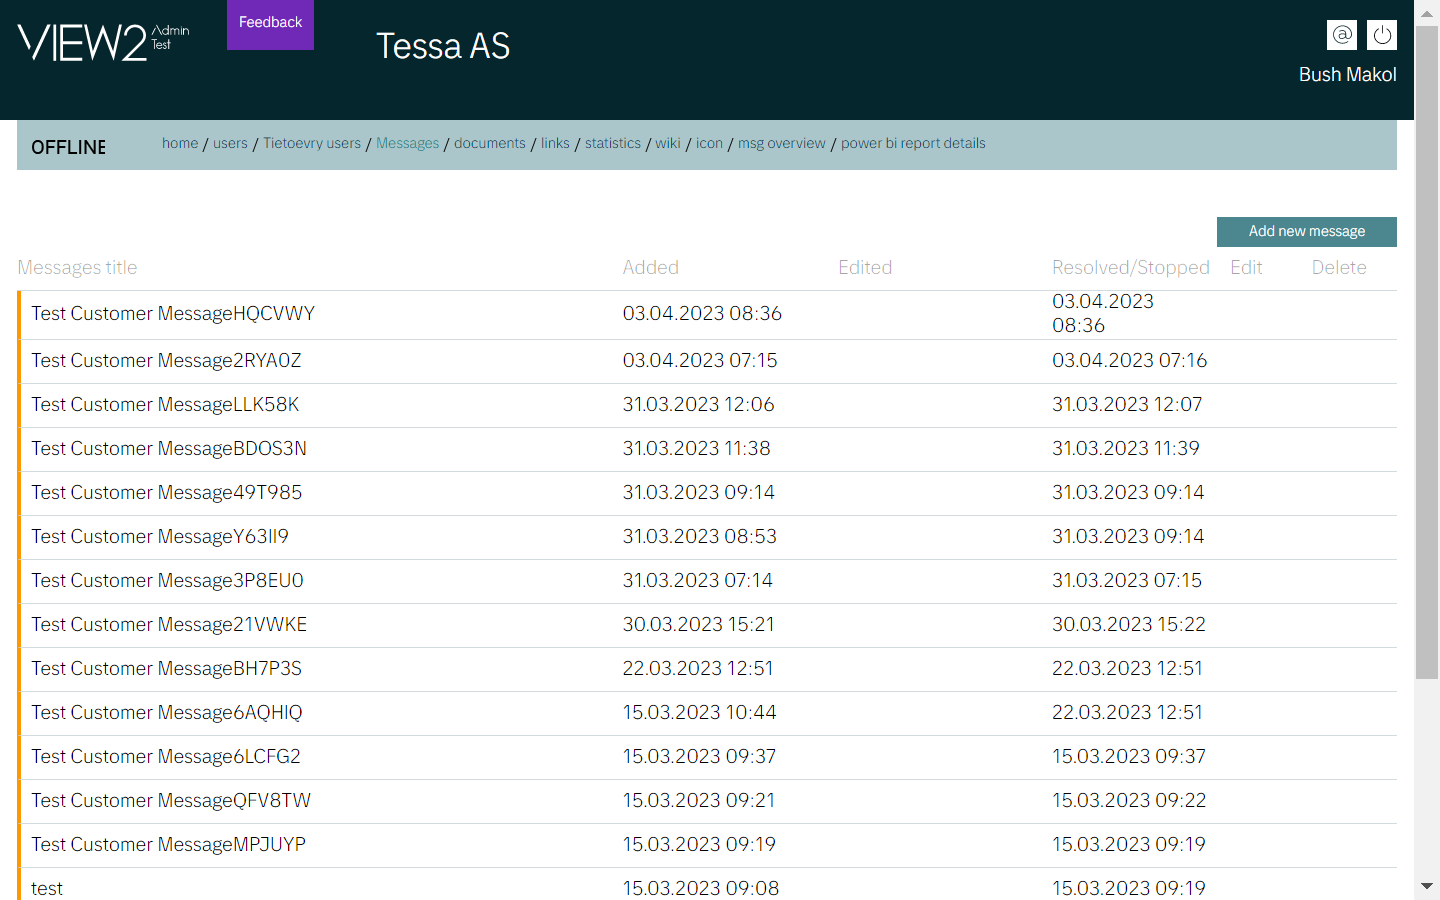 VIEW2 Admin Test
Feedback
Tessa AS
@
Bush Makol
OFFLINE
home / users / Tietoevry users / Messages / documents / links / statistics / wiki / icon / msg overview / power bi report details
Add new message
Messages title Added Edited Resolved/Stopped Edit Delete
Test Customer MessageHQCVWY 03.04.2023 08:36 03.04.2023
08:36
Test Customer Message2RYA0Z 03.04.2023 07:15 03.04.2023 07:16
Test Customer MessageLLK58K 31.03.2023 12:06 31.03.2023 12:07
Test Customer MessageBDOS3N 31.03.2023 11:38 31.03.2023 11:39
Test Customer Message49T985 31.03.2023 09:14 31.03.2023 09:14
Test Customer MessageY63II9 31.03.2023 08:53 31.03.2023 09:14
Test Customer Message3P8EU0 31.03.2023 07:14 31.03.2023 07:15
Test Customer Message21VWKE 30.03.2023 15:21 30.03.2023 15:22
Test Customer MessageBH7P3S 22.03.2023 12:51 22.03.2023 12:51
Test Customer Message6AQHIQ 15.03.2023 10:44 22.03.2023 12:51
Test Customer Message6LCFG2 15.03.2023 09:37 15.03.2023 09:37
Test Customer MessageQFV8TW 15.03.2023 09:21 15.03.2023 09:22
Test Customer MessageMPJUYP 15.03.2023 09:19 15.03.2023 09:19
test 15.03.2023 09:08 15.03.2023 09:19